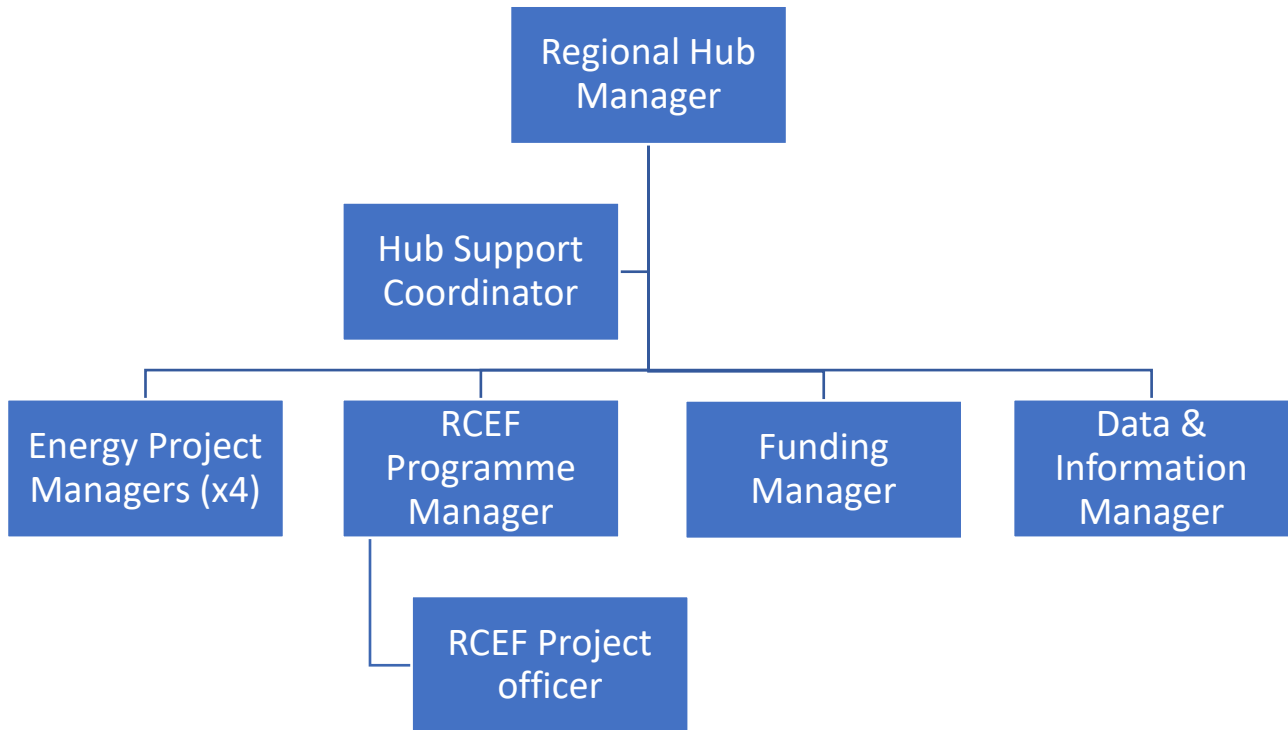 Regional Hub
Manager
Hub Support
Coordinator
Energy Project
Managers (x4)
RCEF
Programme
Manager
Funding
Manager
Data &
Information
Manager
RCEF Project
officer